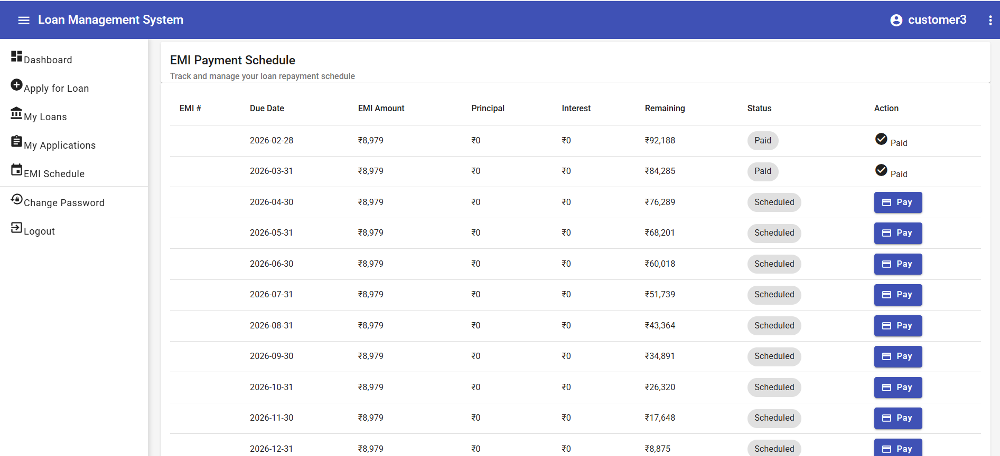 Loan Management System
customer3
Dashboard
Apply for Loan
My Loans
My Applications
EMI Schedule
Change Password
Logout
EMI Payment Schedule
Track and manage your loan repayment schedule
EMI # Due Date EMI Amount Principal Interest Remaining Status Action
2026-02-28 ₹8,979 ₹0 ₹0 ₹92,188 Paid Paid
2026-03-31 ₹8,979 ₹0 ₹0 ₹84,285 Paid Paid
2026-04-30 ₹8,979 ₹0 ₹0 ₹76,289 Scheduled Pay
2026-05-31 ₹8,979 ₹0 ₹0 ₹68,201 Scheduled Pay
2026-06-30 ₹8,979 ₹0 ₹0 ₹60,018 Scheduled Pay
2026-07-31 ₹8,979 ₹0 ₹0 ₹51,739 Scheduled Pay
2026-08-31 ₹8,979 ₹0 ₹0 ₹43,364 Scheduled Pay
2026-09-30 ₹8,979 ₹0 ₹0 ₹34,891 Scheduled Pay
2026-10-31 ₹8,979 ₹0 ₹0 ₹26,320 Scheduled Pay
2026-11-30 ₹8,979 ₹0 ₹0 ₹17,648 Scheduled Pay
2026-12-31 ₹8,979 ₹0 ₹0 ₹8,875 Scheduled Pay